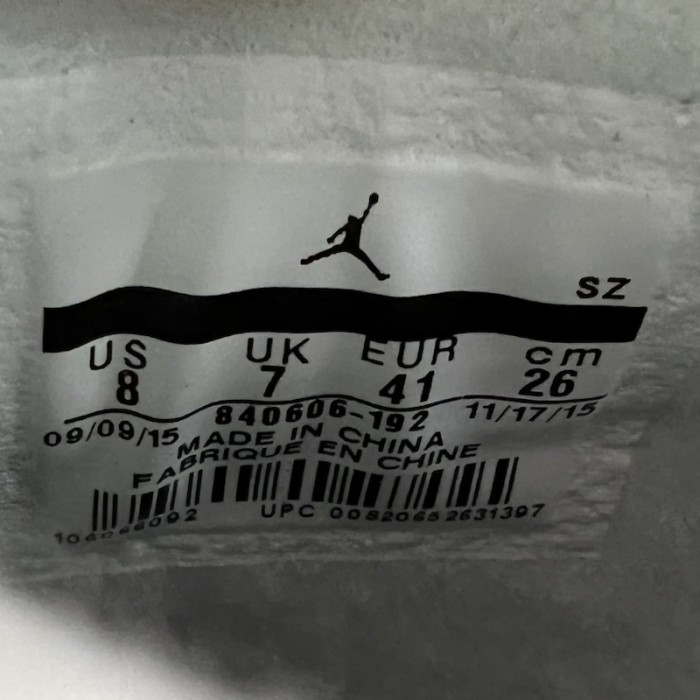 SZ
US UK EUR cm
8 7 41 26
09/09/15 840606-192 11/17/15
MADE IN CHINA
FABRIQUE EN CHINE
UPC 00820652631397